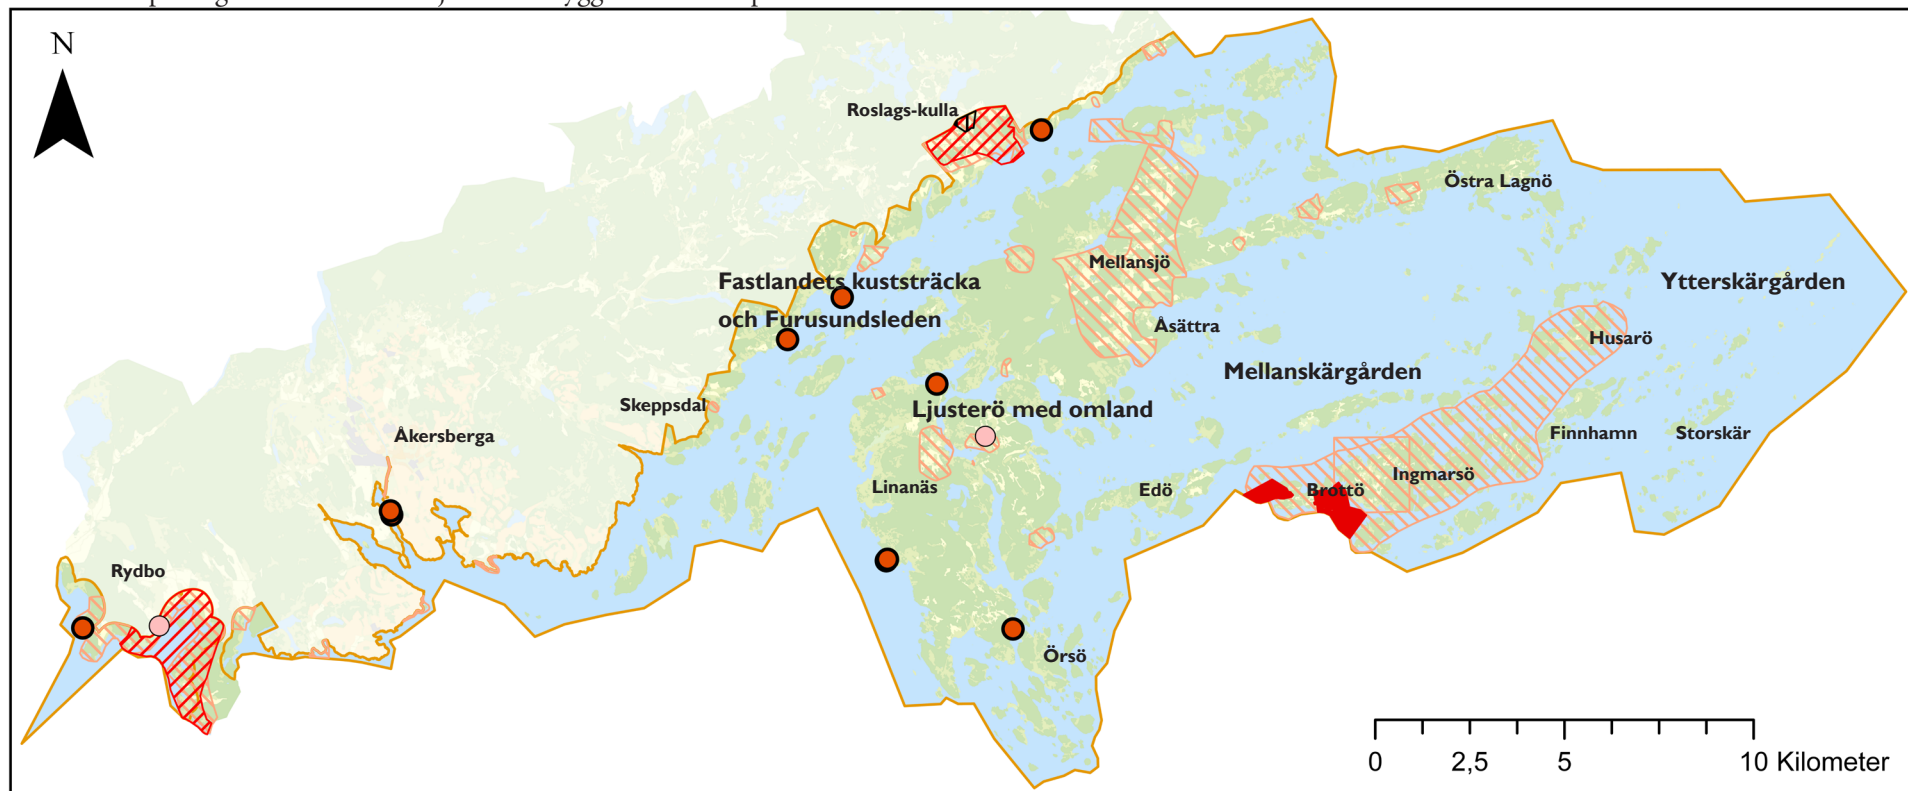 N
Roslags-kulla
Östra Lagnö
Mellansjö
Fastlandets kuststräcka
och Furusundsleden
Ytterskärgården
Åsättra
Husarö
Mellanskärgården
Skeppsdal
Ljusterö med omland
Åkersberga
Finnhamn
Storskär
Ingmarsö
Linanäs
Edö
Brottö
Rydbo
Örsö
0
2,5
5
10 Kilometer